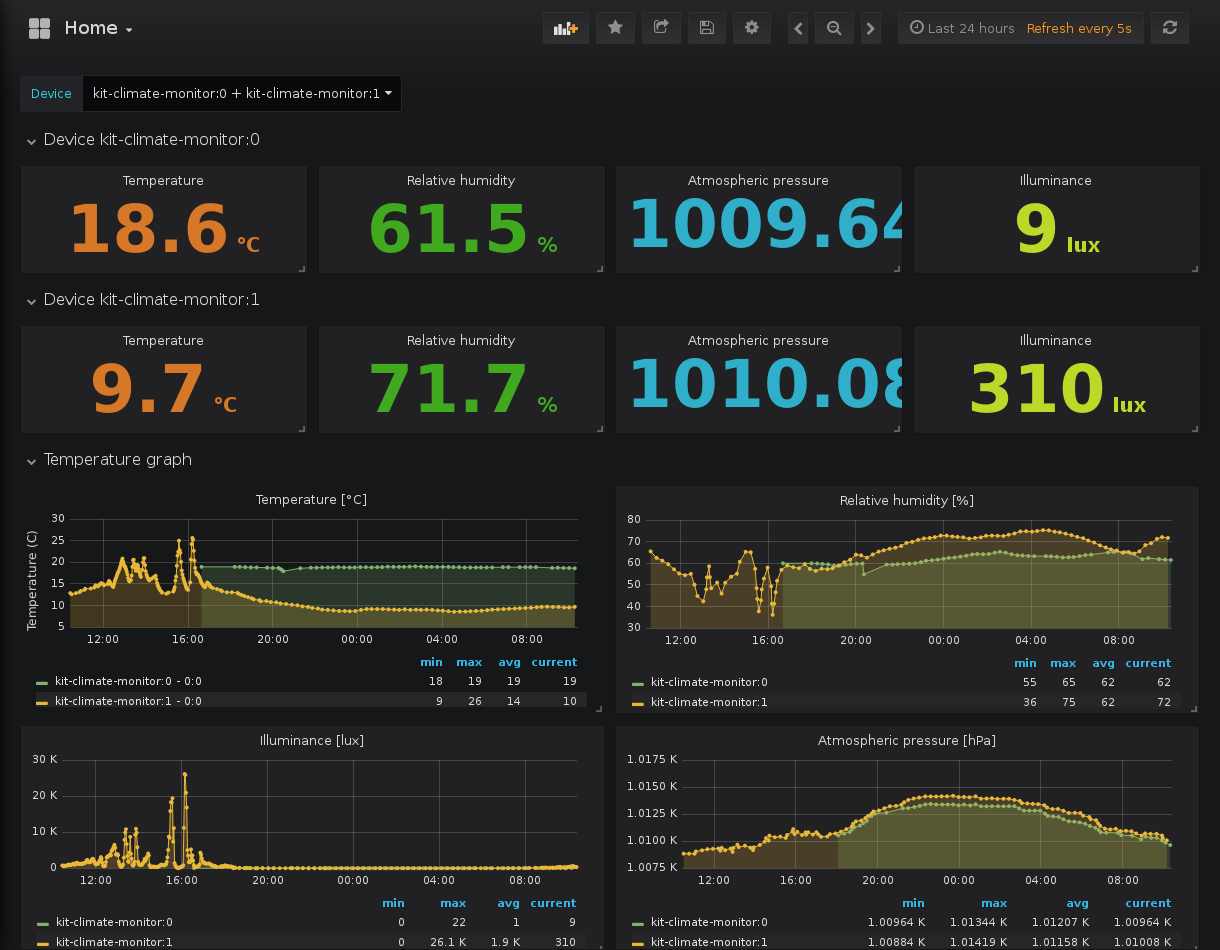 Home
Last 24 hours Refresh every 5s
Device kit-climate-monitor:0 + kit-climate-monitor:1
Device kit-climate-monitor:0
Temperature Relative humidity Atmospheric pressure Illuminance
18.6 °C 61.5 % 1009.64 9 lux
Device kit-climate-monitor:1
Temperature Relative humidity Atmospheric pressure Illuminance
9.7 °C 71.7 % 1010.08 310 lux
Temperature graph
Temperature [°C]
Temperature (C)
30
25
20
15
10
5
12:00 16:00 20:00 00:00 04:00 08:00
min max avg current
kit-climate-monitor:0 - 0:0 18 19 19 19
kit-climate-monitor:1 - 0:0 9 26 14 10
Relative humidity [%]
80
70
60
50
40
30
12:00 16:00 20:00 00:00 04:00 08:00
min max avg current
kit-climate-monitor:0 55 65 62 62
kit-climate-monitor:1 36 75 62 72
Illuminance [lux]
30 K
20 K
10 K
0
12:00 16:00 20:00 00:00 04:00 08:00
min max avg current
kit-climate-monitor:0 0 22 1 9
kit-climate-monitor:1 0 26.1 K 1.9 K 310
Atmospheric pressure [hPa]
1.0175 K
1.0150 K
1.0125 K
1.0100 K
1.0075 K
12:00 16:00 20:00 00:00 04:00 08:00
min max avg current
kit-climate-monitor:0 1.00964 K 1.01344 K 1.01207 K 1.00964 K
kit-climate-monitor:1 1.00884 K 1.01419 K 1.01158 K 1.01008 K